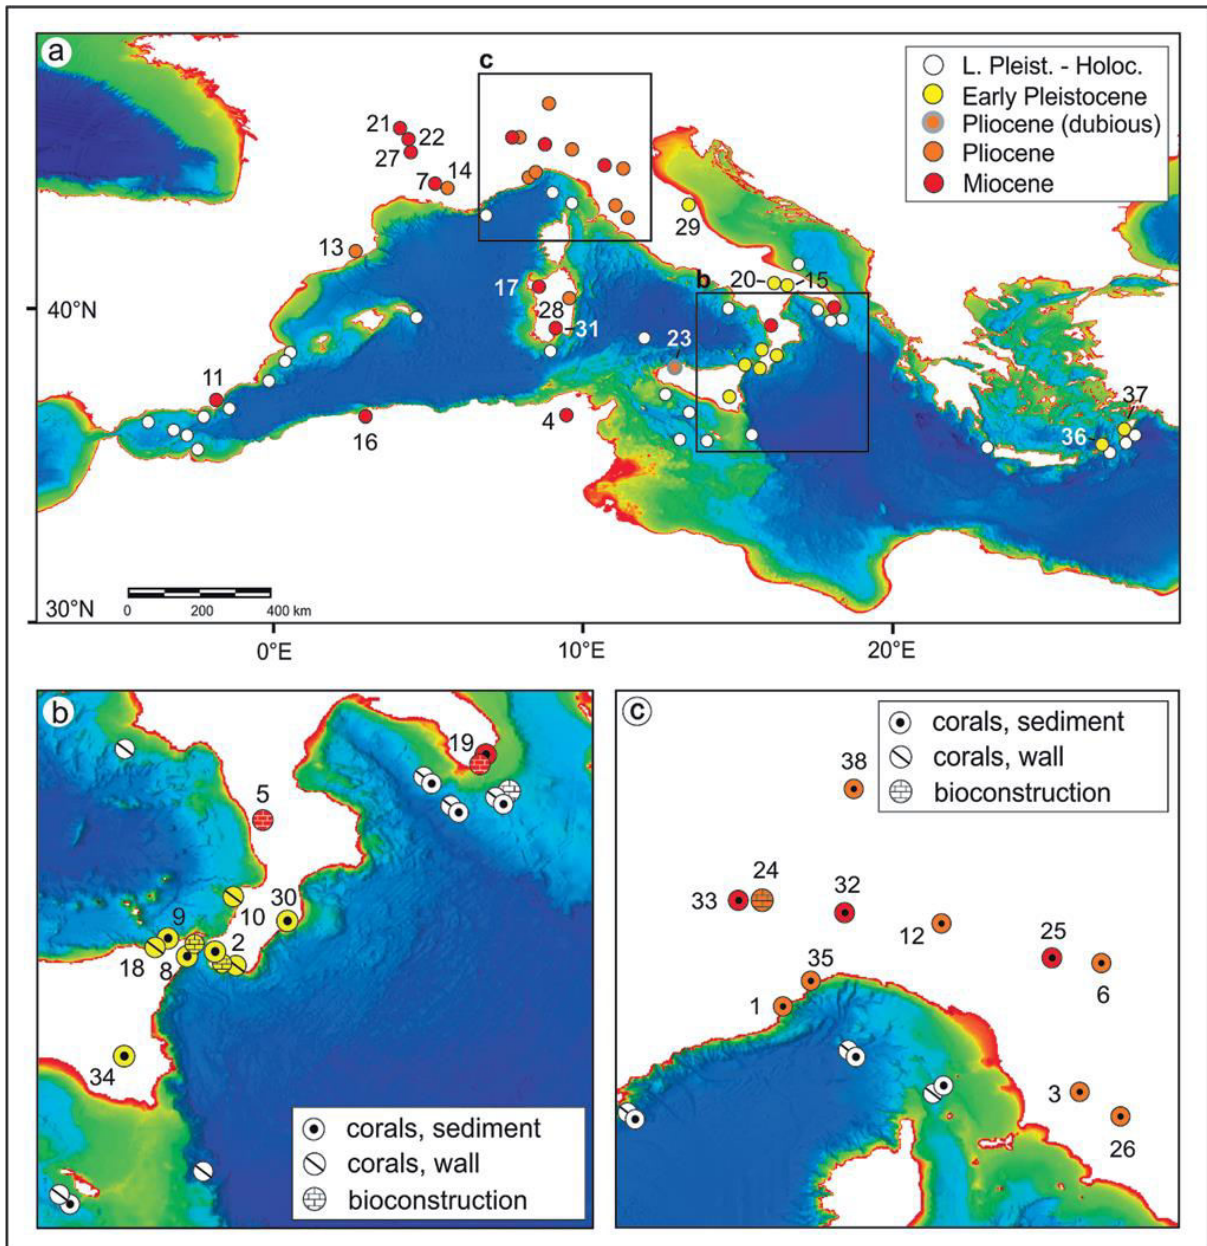 a
c
L. Pleist. - Holoc.
Early Pleistocene
Pliocene (dubious)
Pliocene
Miocene
21
22
27
7
14
29
13
17
b
20
15
40°N
28
31
23
11
37
16
4
36
30°N
0
200
400 km
0°E
10°E
20°E
b
19
5
30
9
10
2
18
8
34
corals, sediment
corals, wall
bioconstruction
c
corals, sediment
corals, wall
bioconstruction
38
24
33
32
12
25
35
6
1
3
26